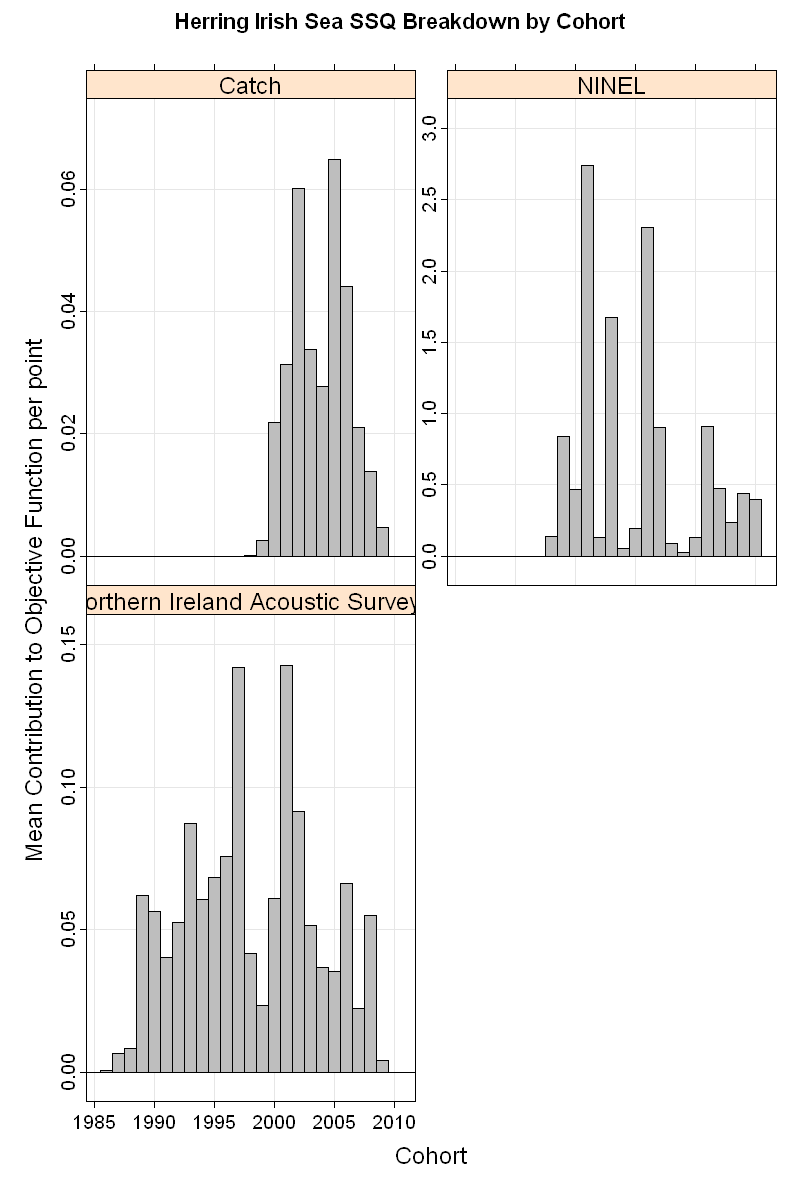 Herring Irish Sea SSQ Breakdown by Cohort
Catch
NINEL
0.06
0.04
0.02
0.00
3.0
2.5
2.0
1.5
1.0
0.5
0.0
Mean Contribution to Objective Function per point
orthern Ireland Acoustic Survey
0.15
0.10
0.05
0.00
1985 1990 1995 2000 2005 2010
Cohort